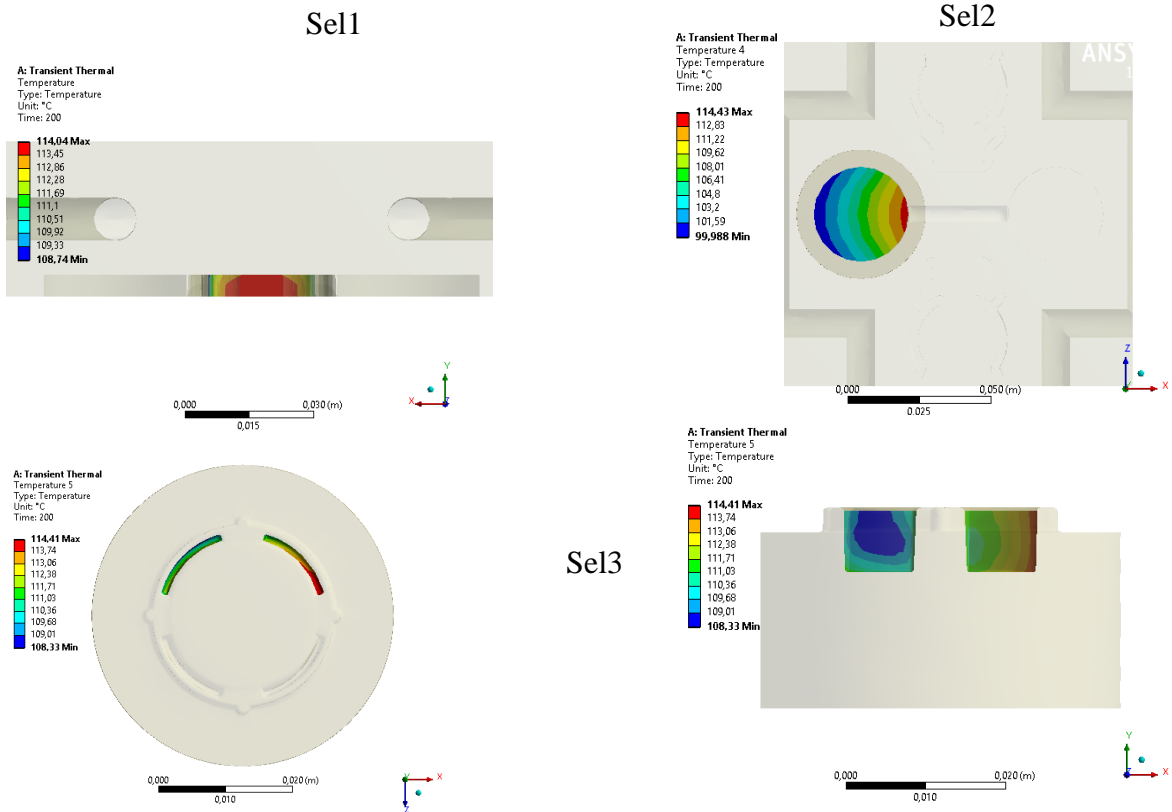 Sel1
A: Transient Thermal
Temperature
Type: Temperature
Unit: °C
Time: 200
114,04 Max
113,45
112,86
112,28
111,69
111,1
110,51
109,92
109,33
108,74 Min
Y
X
Z
0,000
0,030 (m)
0,015
Sel2
A: Transient Thermal
Temperature 4
Type: Temperature
Unit: °C
Time: 200
ANSY
1
114,43 Max
112,83
111,22
109,62
108,01
106,41
104,8
103,2
101,59
99,988 Min
Z
Y
X
0,000
0,050 (m)
0.025
A: Transient Thermal
Temperature 5
Type: Temperature
Unit: °C
Time: 200
114,41 Max
113,74
113,06
112,38
111,71
111,03
110,36
109,68
109,01
108,33 Min
0,000
0,020 (m)
0,010
Y
X
Z
Sel3
A: Transient Thermal
Temperature 5
Type: Temperature
Unit: °C
Time: 200
114,41 Max
113,74
113,06
112,38
111,71
111,03
110,36
109,68
109,01
108,33 Min
0,000
0,020 (m)
0,010
Y
Z
X